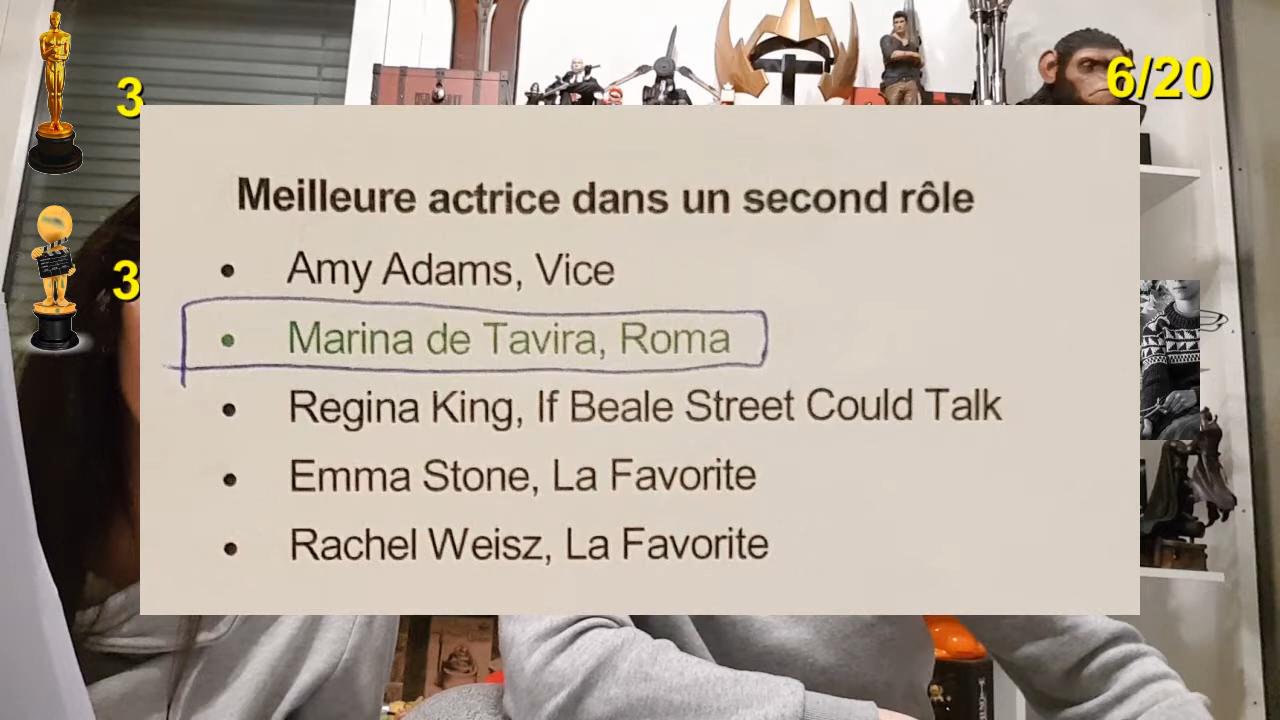 3
6/20
3
Meilleure actrice dans un second rôle
• Amy Adams, Vice
• Marina de Tavira, Roma
• Regina King, If Beale Street Could Talk
• Emma Stone, La Favorite
• Rachel Weisz, La Favorite